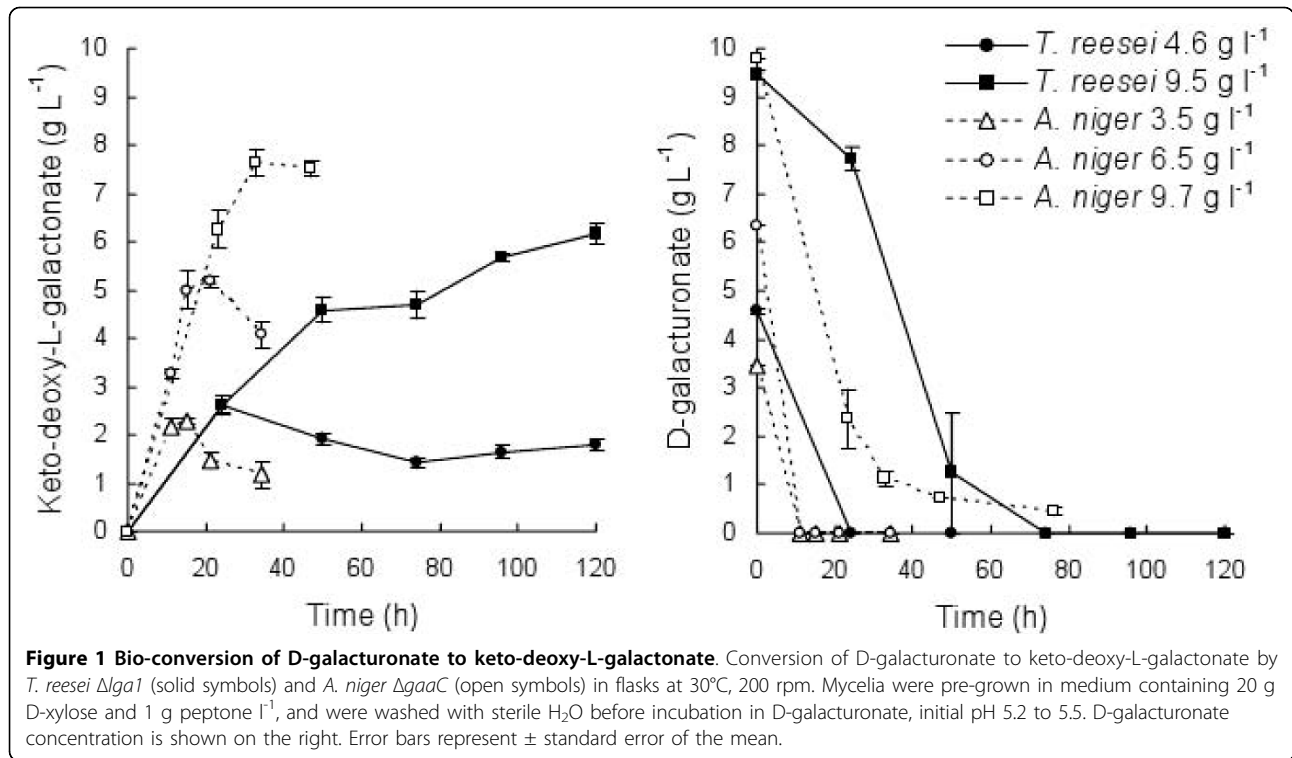 10
9
8
7
6
5
4
3
2
1
0
Keto-deoxy-L-galactonate (g L⁻¹)
0 20 40 60 80 100 120
Time (h)
10
9
8
7
6
5
4
3
2
1
0
D-galacturonate (g L⁻¹)
0 20 40 60 80 100 120
Time (h)
T. reesei 4.6 g l⁻¹
T. reesei 9.5 g l⁻¹
A. niger 3.5 g l⁻¹
A. niger 6.5 g l⁻¹
A. niger 9.7 g l⁻¹
Figure 1 Bio-conversion of D-galacturonate to keto-deoxy-L-galactonate. Conversion of D-galacturonate to keto-deoxy-L-galactonate by
T. reesei Δlga1 (solid symbols) and A. niger ΔgaaC (open symbols) in flasks at 30°C, 200 rpm. Mycelia were pre-grown in medium containing 20 g
D-xylose and 1 g peptone l⁻¹, and were washed with sterile H₂O before incubation in D-galacturonate, initial pH 5.2 to 5.5. D-galacturonate
concentration is shown on the right. Error bars represent ± standard error of the mean.